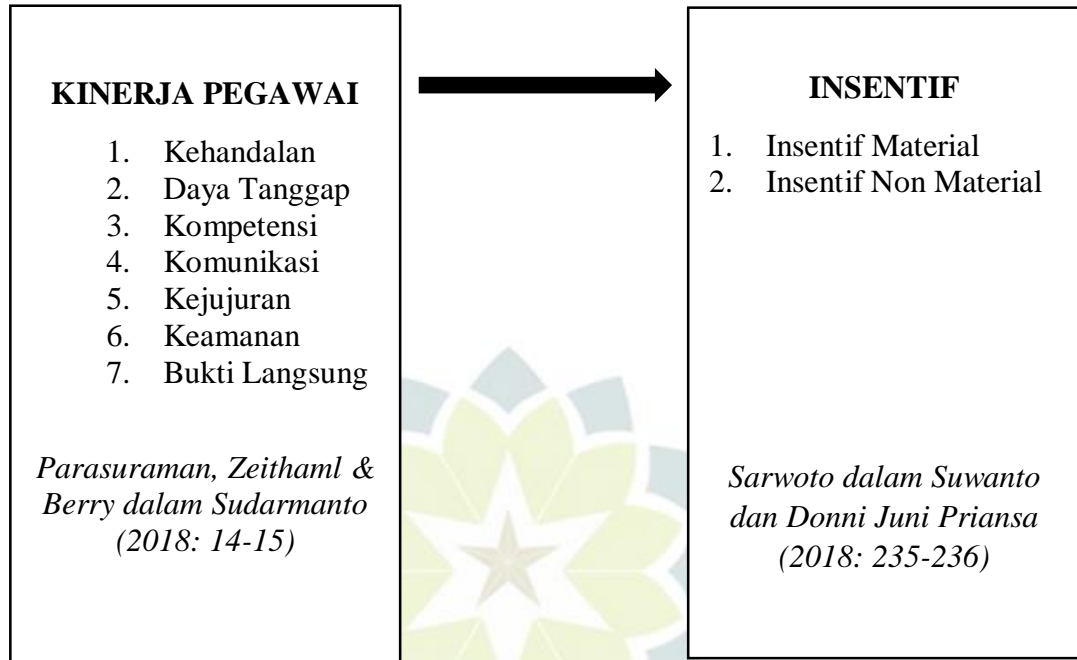 KINERJA PEGAWAI
1. Kehandalan
2. Daya Tanggap
3. Kompetensi
4. Komunikasi
5. Kejujuran
6. Keamanan
7. Bukti Langsung
Parasuraman, Zeithaml &
Berry dalam Sudarmanto
(2018: 14-15)
INSENTIF
1. Insentif Material
2. Insentif Non Material
Sarwoto dalam Suwanto
dan Donni Juni Priansa
(2018: 235-236)